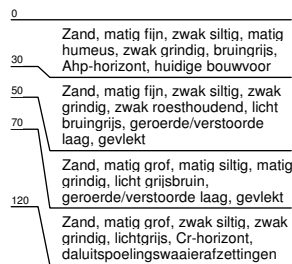 0
Zand, matig fijn, zwak siltig, matig
humeus, zwak grindig, bruingrijs,
Ahp-horizont, huidige bouwvoor
30
Zand, matig fijn, zwak siltig, zwak
grindig, zwak roesthoudend, licht
bruingrijs, geroerde/verstoorde
laag, gevlekt
50
Zand, matig grof, matig siltig, matig
grindig, licht grijsbruin,
geroerde/verstoorde laag, gevlekt
70
Zand, matig grof, zwak siltig, zwak
grindig, lichtgrijs, Cr-horizont,
daluitspoelingswaaierafzettingen
120